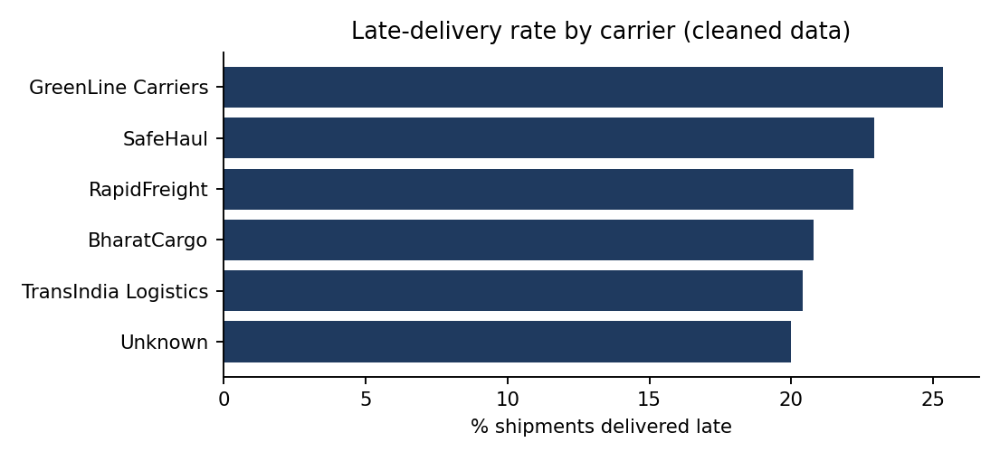 Late-delivery rate by carrier (cleaned data)
GreenLine Carriers
SafeHaul
RapidFreight
BharatCargo
TransIndia Logistics
Unknown
0 5 10 15 20 25
% shipments delivered late